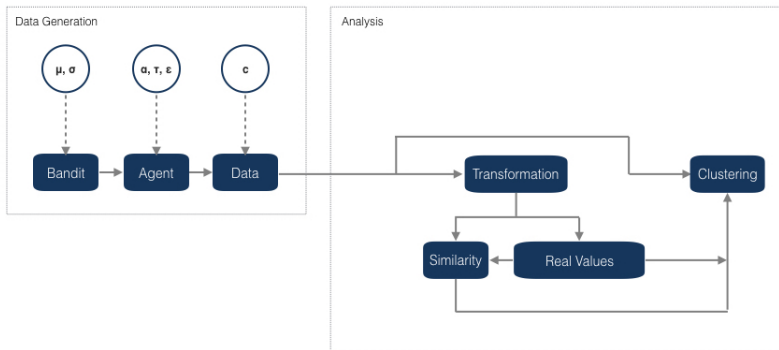 Data Generation
Analysis
μ, σ
α, τ, ε
c
Bandit
Agent
Data
Transformation
Clustering
Similarity
Real Values